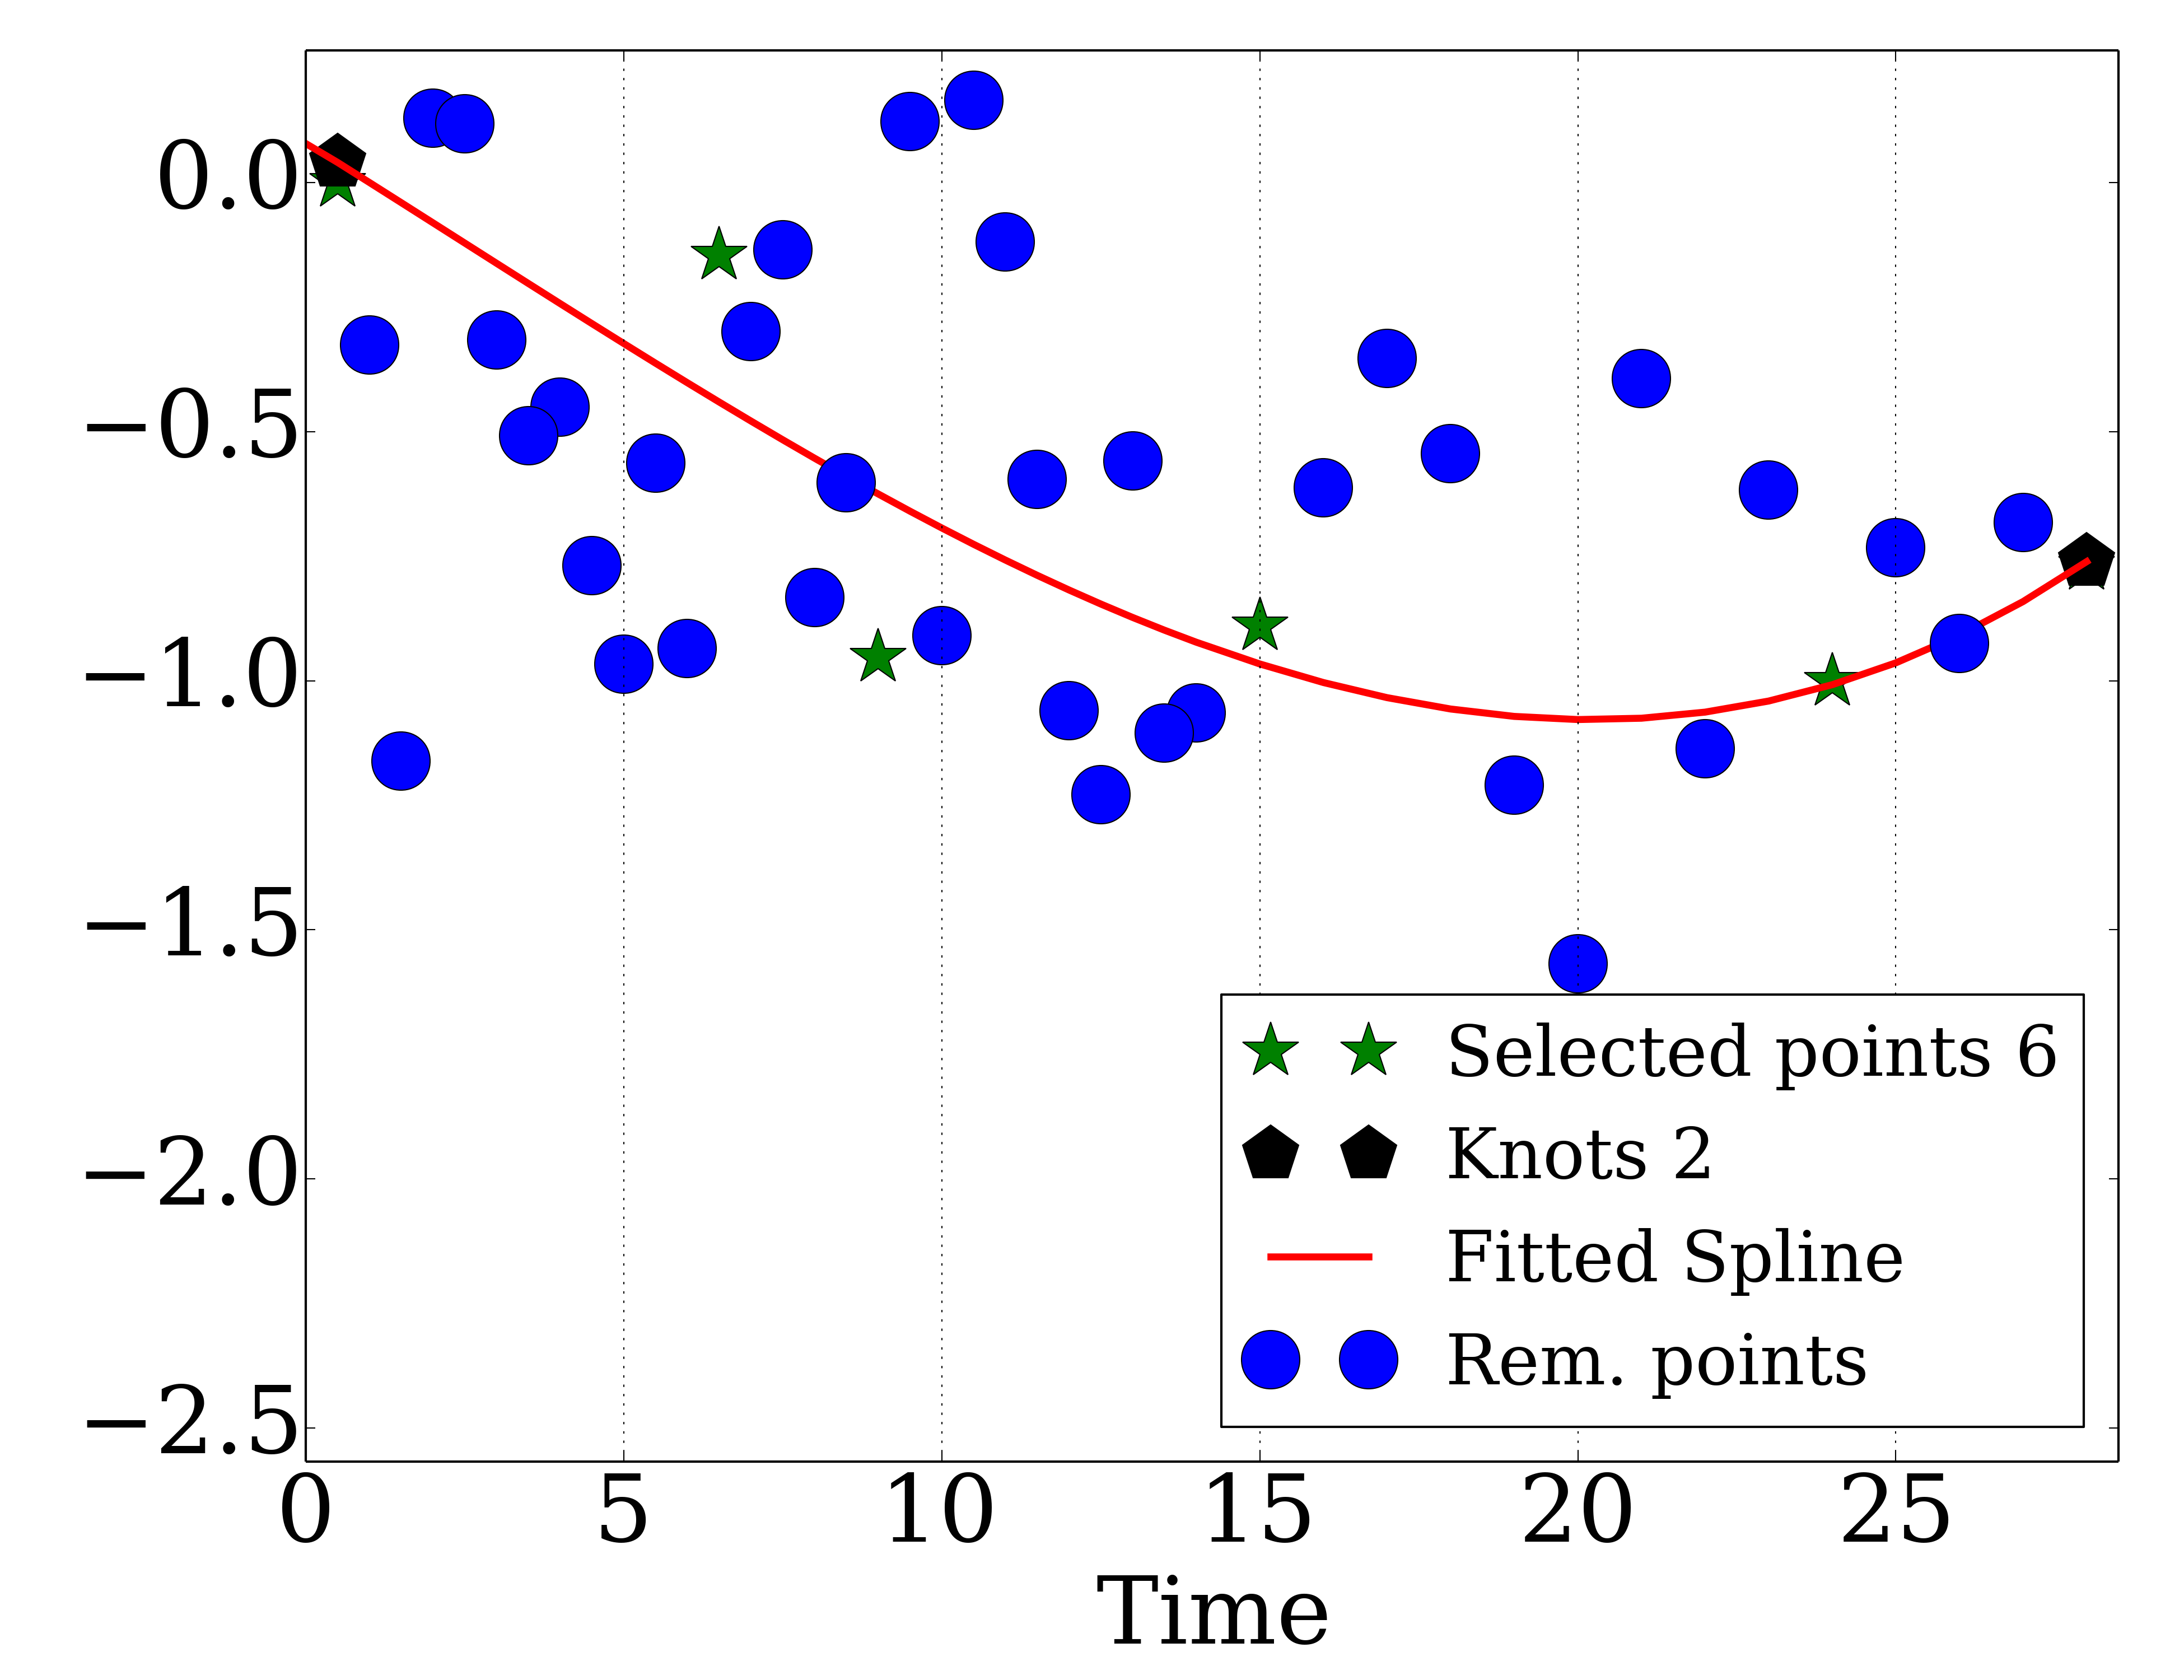 0.0
−0.5
−1.0
−1.5
−2.0
−2.5
Selected points 6
Knots 2
Fitted Spline
Rem. points
0 5 10 15 20 25
Time